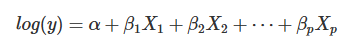 log(y) = α + β₁X₁ + β₂X₂ + ⋯ + βₚXₚ